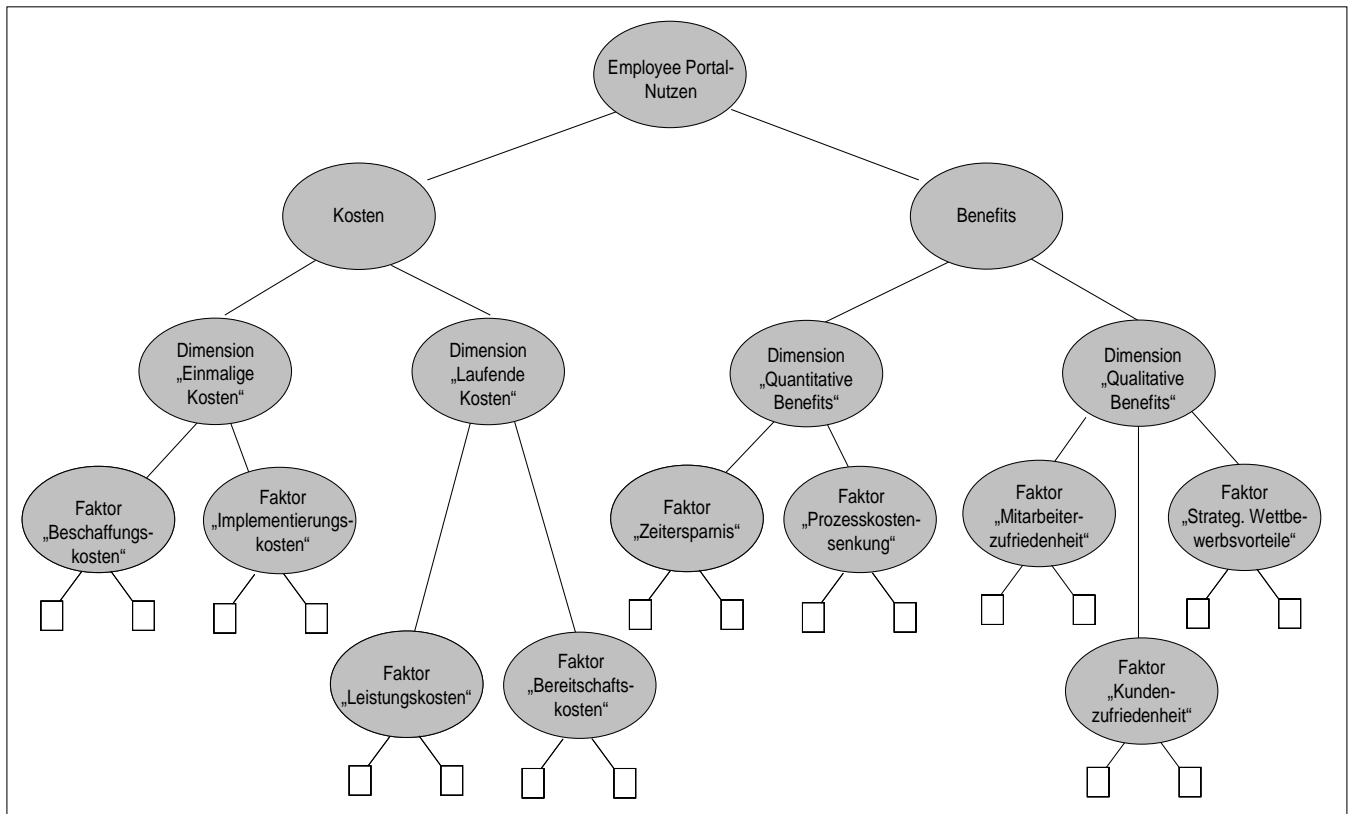 Employee Portal-
Nutzen
Kosten
Benefits
Dimension
„Einmalige
Kosten“
Dimension
„Laufende
Kosten“
Dimension
„Quantitative
Benefits“
Dimension
„Qualitative
Benefits“
Faktor
„Beschaffungs-
kosten“
Faktor
„Implementierungs-
kosten“
Faktor
„Zeitersparnis“
Faktor
„Prozesskosten-
senkung“
Faktor
„Mitarbeiter-
zufriedenheit“
Faktor
„Strateg. Wettbe-
werbsvorteile“
Faktor
„Leistungskosten“
Faktor
„Bereitschafts-
kosten“
Faktor
„Kunden-
zufriedenheit“